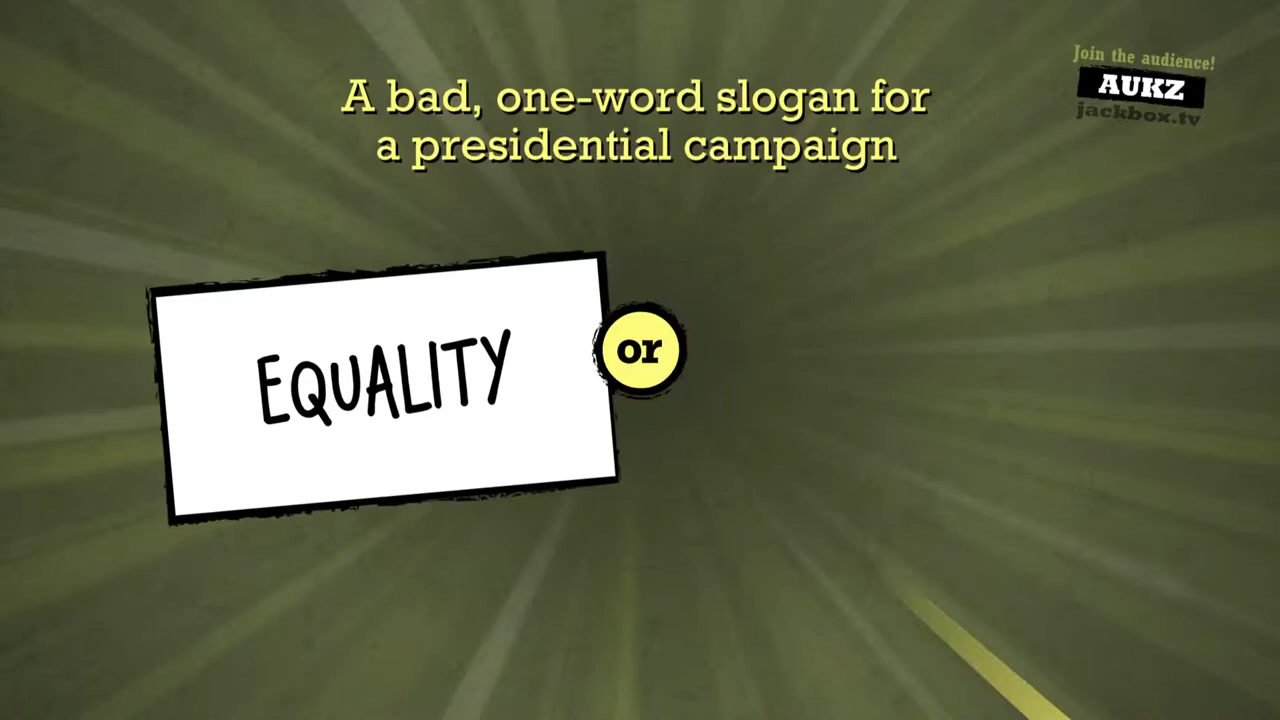 Join the audience!
AUKZ
jackbox.tv
A bad, one-word slogan for
a presidential campaign
EQUALITY
or